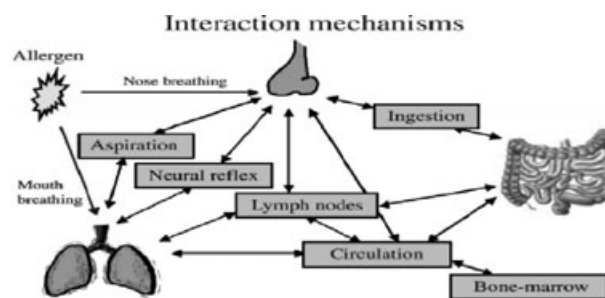 Interaction mechanisms
Allergen
Nose breathing
Ingestion
Aspiration
Neural reflex
Mouth
breathing
Lymph nodes
Circulation
Bone-marrow